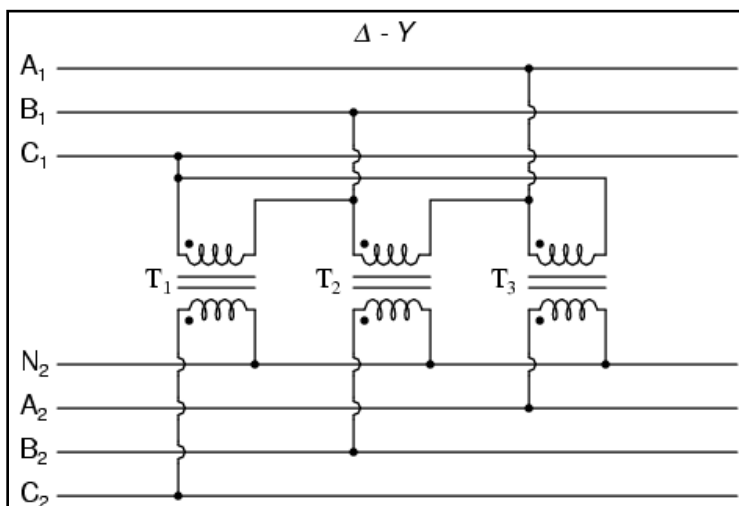 Δ - Y
A₁
B₁
C₁
T₁ T₂ T₃
N₂
A₂
B₂
C₂